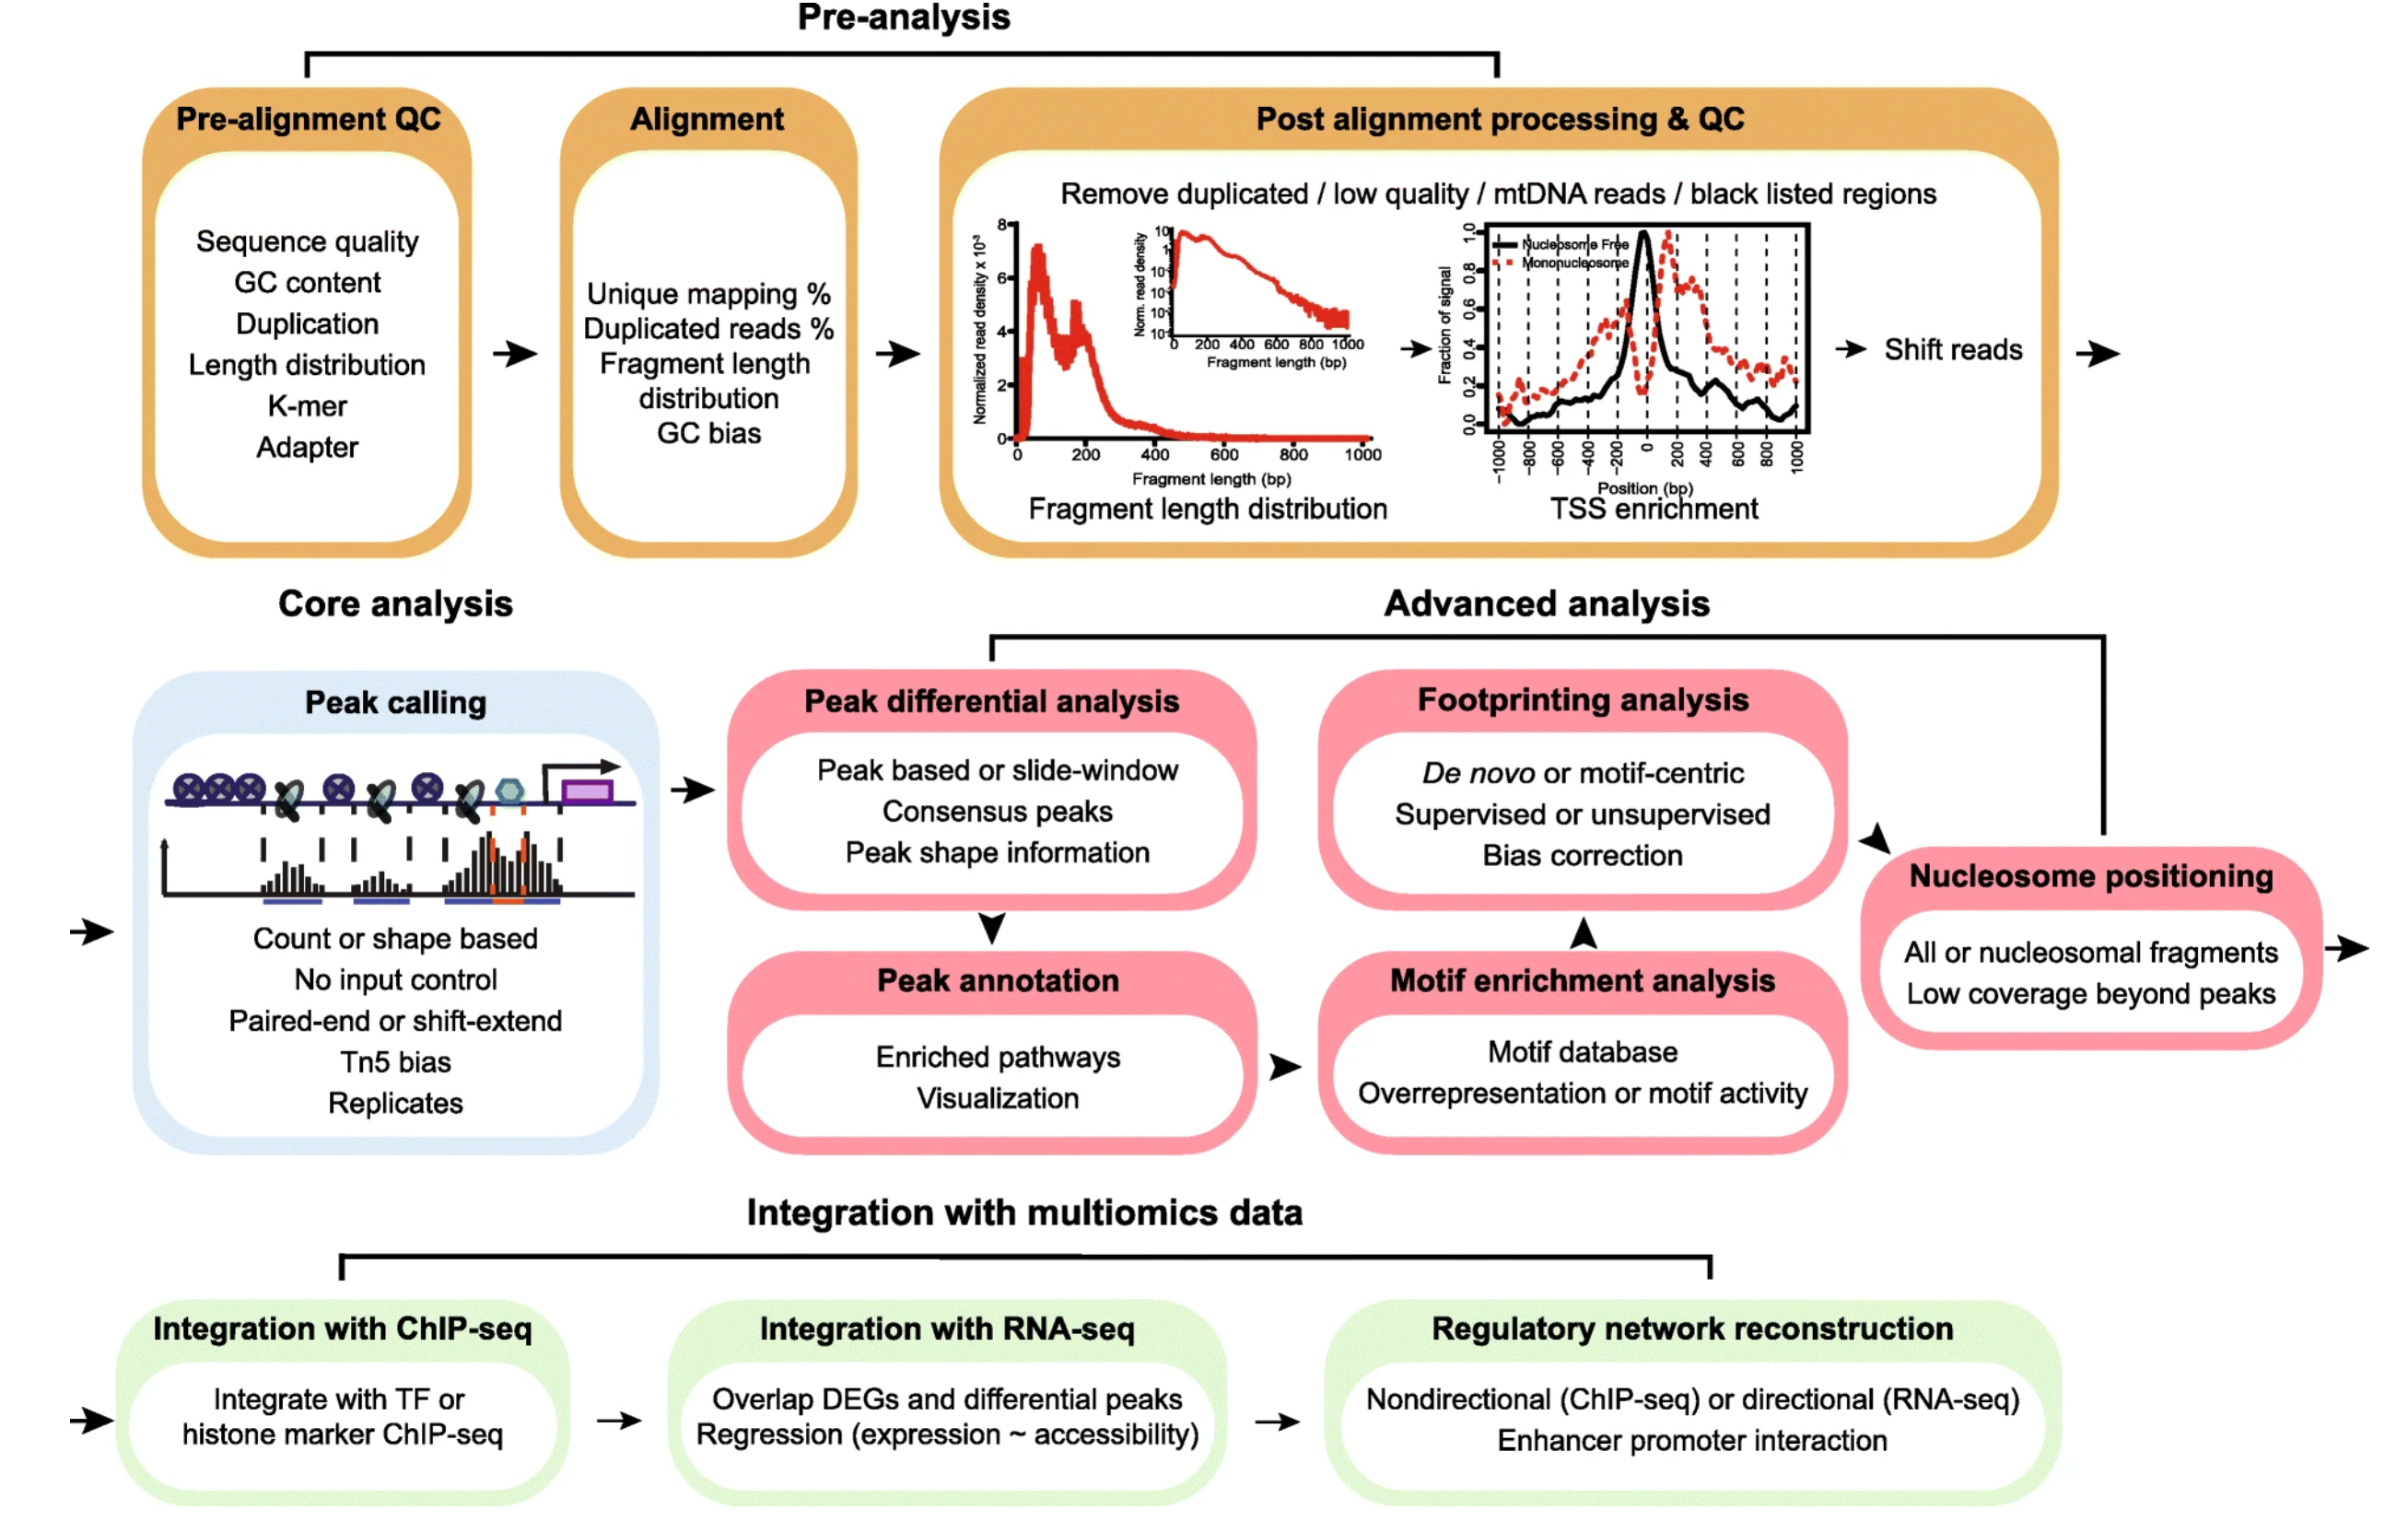 Pre-analysis
Pre-alignment QC
Sequence quality
GC content
Duplication
Length distribution
K-mer
Adapter
Alignment
Unique mapping %
Duplicated reads %
Fragment length
distribution
GC bias
Post alignment processing & QC
Remove duplicated / low quality / mtDNA reads / black listed regions
Normalized read density x 10⁻³
8
6
4
2
0
0 200 400 600 800 1000
Fragment length (bp)
Norm. read density
0 200 400 600 800 1000
Fragment length (bp)
Fragment length distribution
Fraction of signal
1.0
0.8
0.6
0.4
0.2
0.0
Nucleosome Free
Mononucleosome
-1000 -800 -600 -400 -200 0 200 400 600 800 1000
Position (bp)
TSS enrichment
Shift reads
Core analysis
Peak calling
Count or shape based
No input control
Paired-end or shift-extend
Tn5 bias
Replicates
Advanced analysis
Peak differential analysis
Peak based or slide-window
Consensus peaks
Peak shape information
Peak annotation
Enriched pathways
Visualization
Motif enrichment analysis
Motif database
Overrepresentation or motif activity
Footprinting analysis
De novo or motif-centric
Supervised or unsupervised
Bias correction
Nucleosome positioning
All or nucleosomal fragments
Low coverage beyond peaks
Integration with multiomics data
Integration with ChIP-seq
Integrate with TF or
histone marker ChIP-seq
Integration with RNA-seq
Overlap DEGs and differential peaks
Regression (expression ~ accessibility)
Regulatory network reconstruction
Nondirectional (ChIP-seq) or directional (RNA-seq)
Enhancer promoter interaction